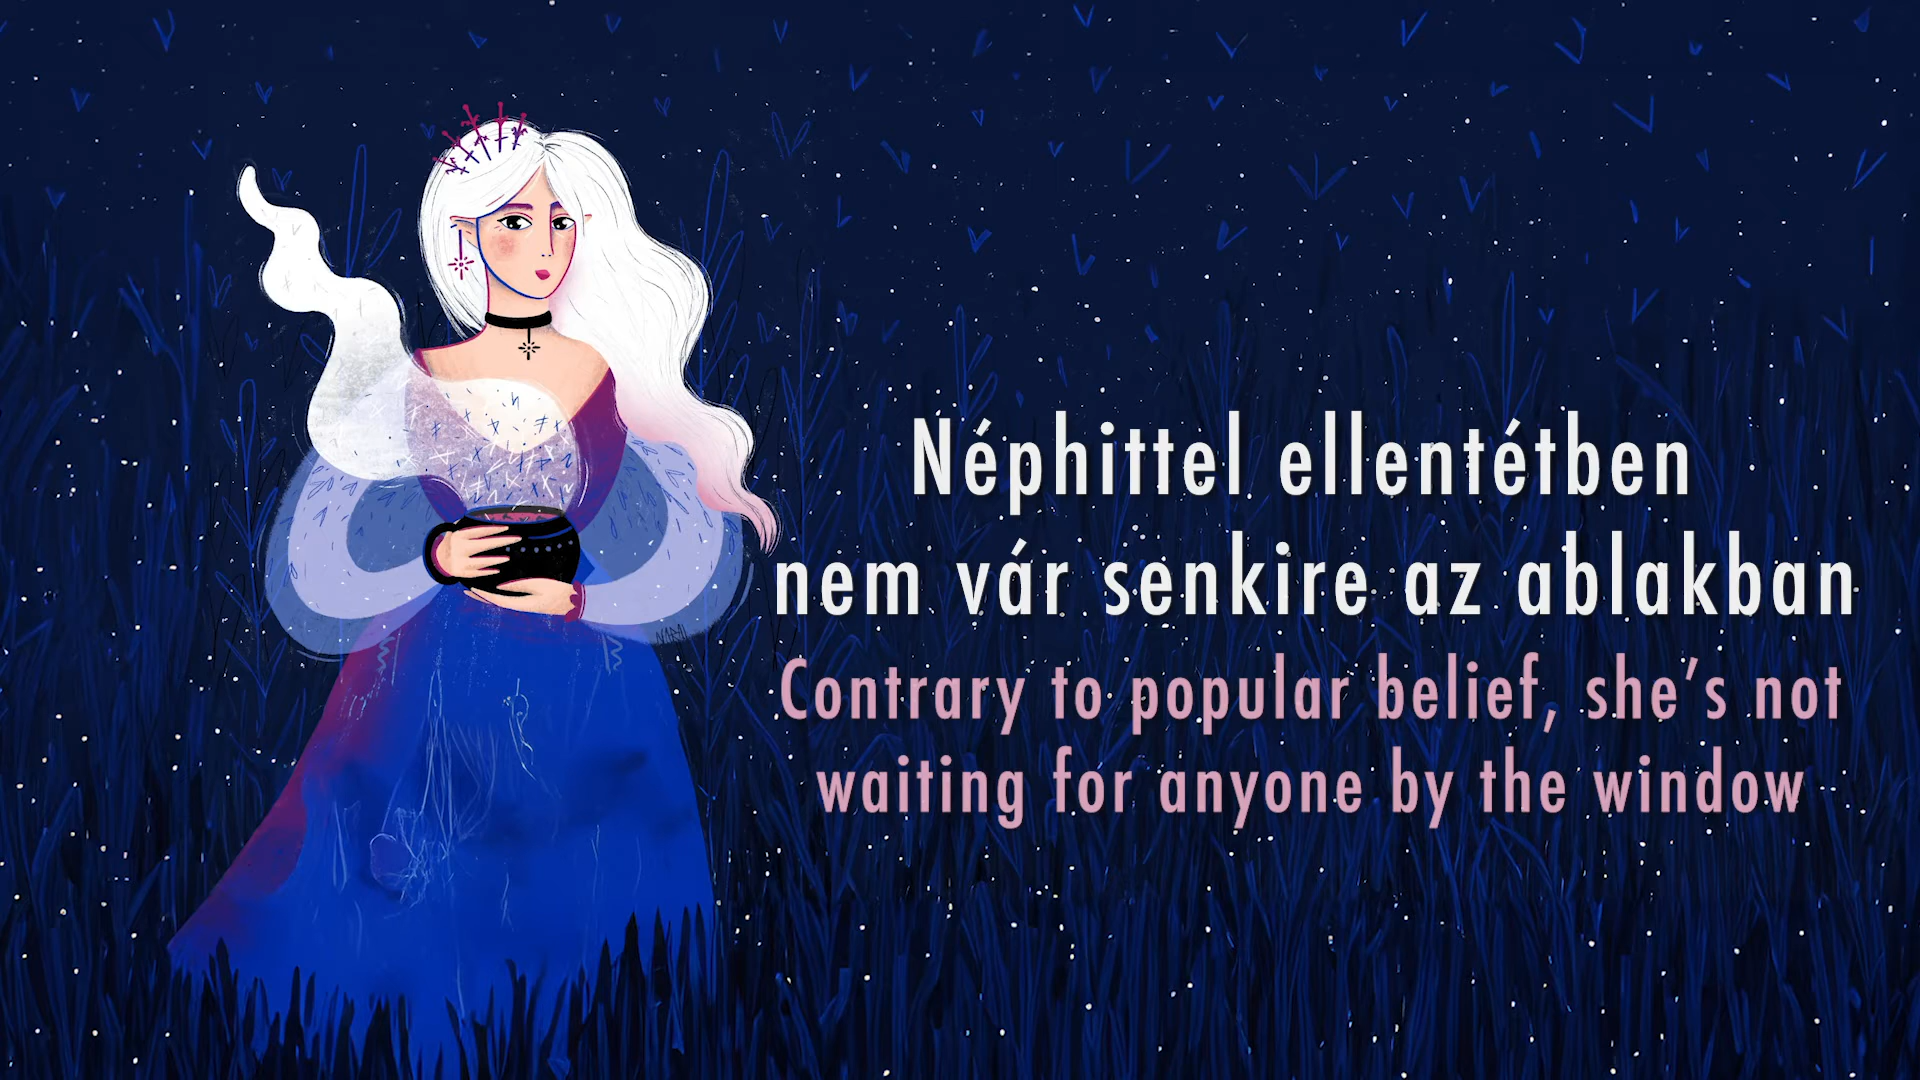 Néphittel ellentétben
nem vár senkire az ablakban
Contrary to popular belief, she’s not
waiting for anyone by the window